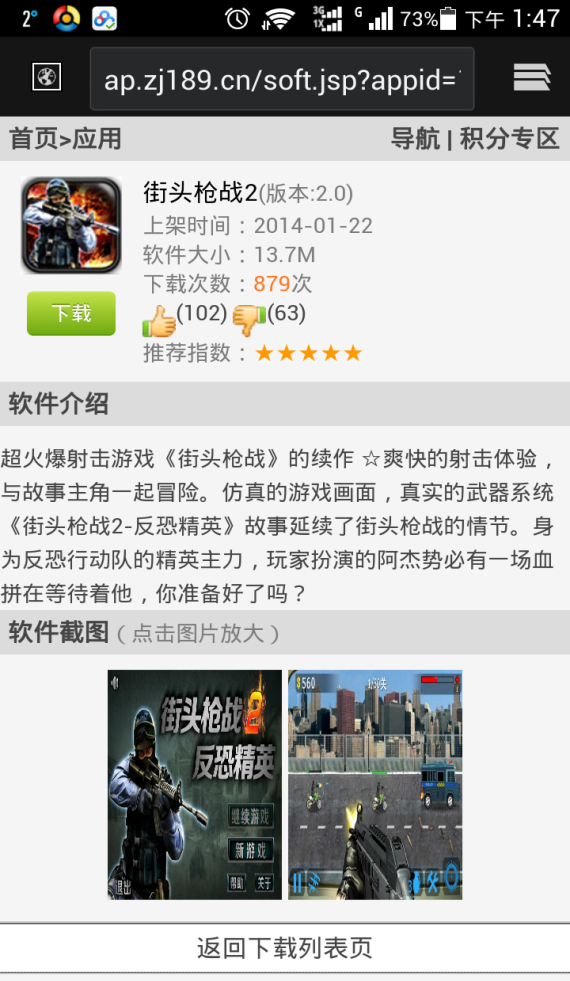 2° 3G 1X G 73% 下午 1:47
ap.zj189.cn/soft.jsp?appid=
首页>应用 导航 | 积分专区
街头枪战2(版本:2.0)
上架时间：2014-01-22
软件大小：13.7M
下载次数：879次
下载
(102) (63)
推荐指数：★★★★★
软件介绍
超火爆射击游戏《街头枪战》的续作 ☆爽快的射击体验，
与故事主角一起冒险。仿真的游戏画面，真实的武器系统
《街头枪战2-反恐精英》故事延续了街头枪战的情节。身
为反恐行动队的精英主力，玩家扮演的阿杰势必有一场血
拼在等待着他，你准备好了吗？
软件截图（点击图片放大）
街头枪战2
反恐精英
继续游戏
新游戏
帮助 关于
退出
$560 1/30关
返回下载列表页